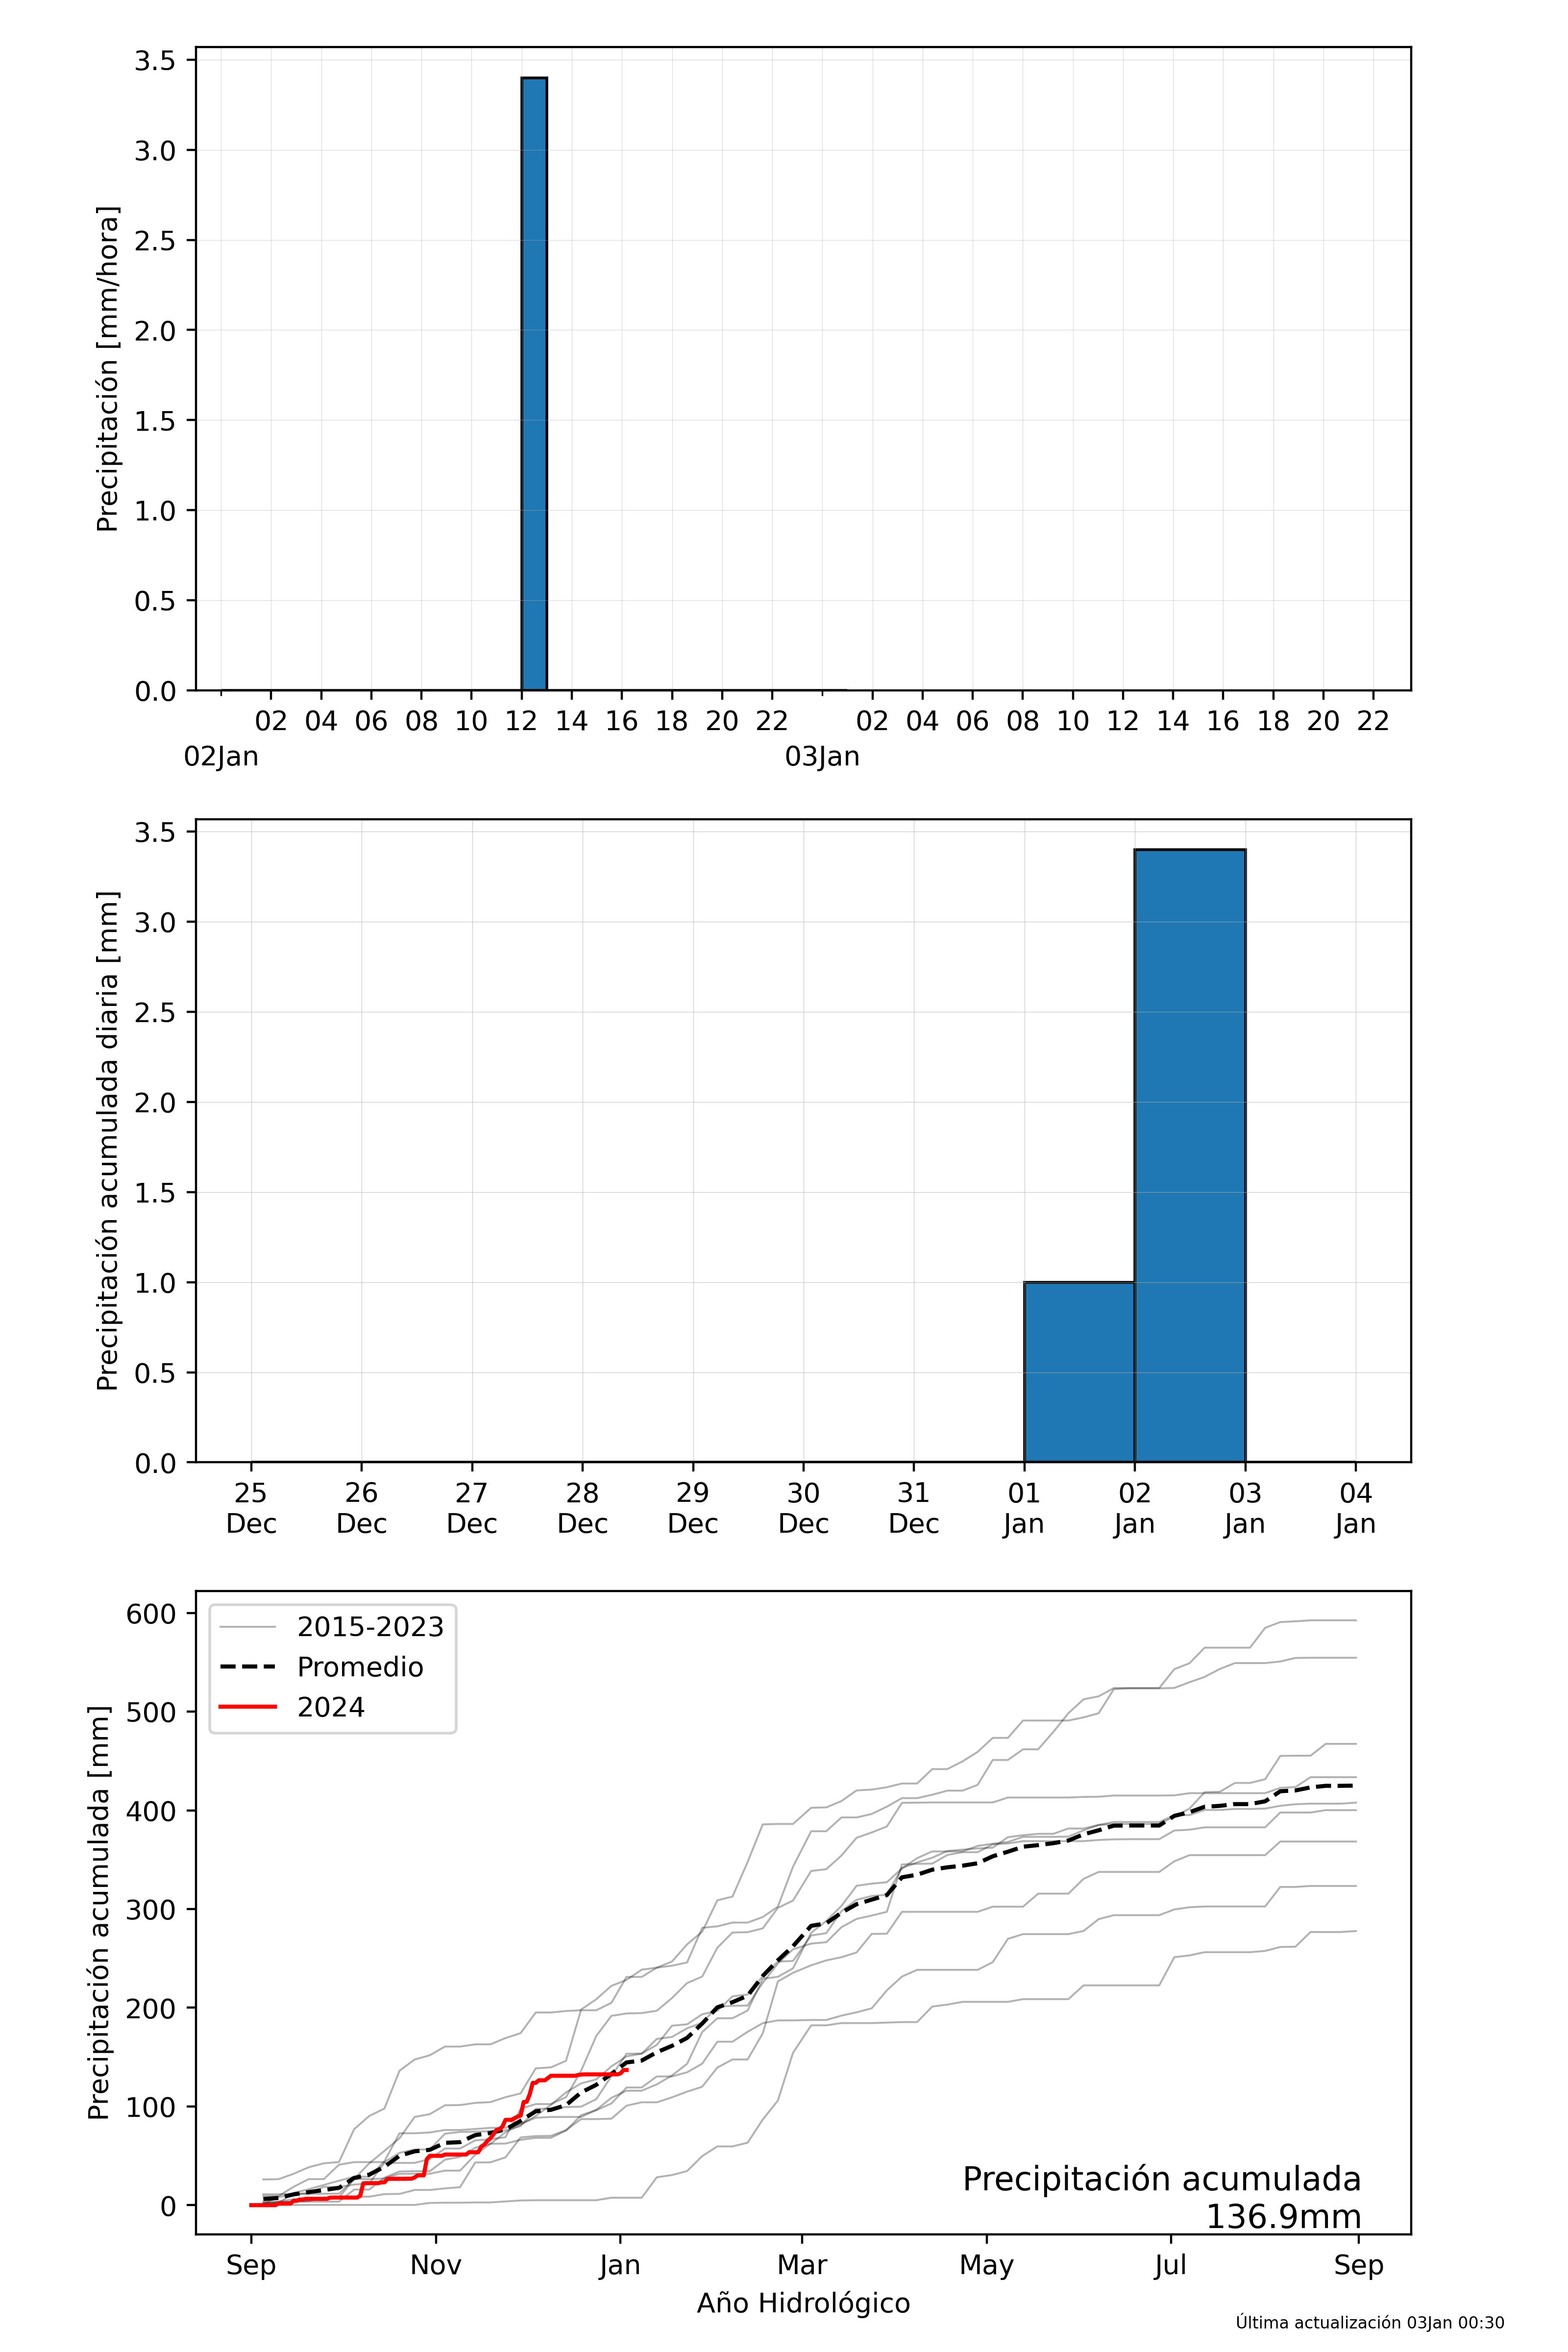 3.5
3.0
2.5
2.0
1.5
1.0
0.5
0.0
Precipitación [mm/hora]
02 04 06 08 10 12 14 16 18 20 22 02 04 06 08 10 12 14 16 18 20 22
02Jan 03Jan
3.5
3.0
2.5
2.0
1.5
1.0
0.5
0.0
Precipitación acumulada diaria [mm]
25 26 27 28 29 30 31 01 02 03 04
Dec Dec Dec Dec Dec Dec Dec Jan Jan Jan Jan
600
500
400
300
200
100
0
Precipitación acumulada [mm]
2015-2023
Promedio
2024
Precipitación acumulada
136.9mm
Sep Nov Jan Mar May Jul Sep
Año Hidrológico
Última actualización 03Jan 00:30